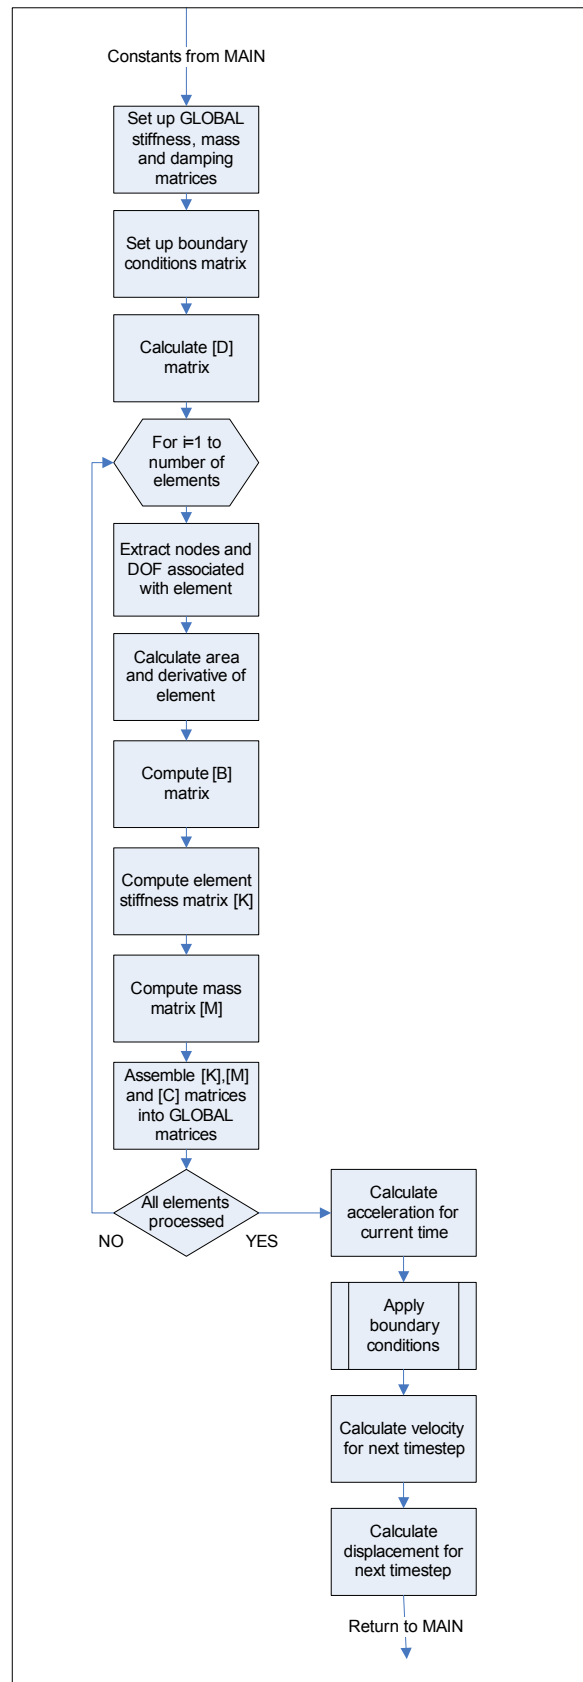 Constants from MAIN
Set up GLOBAL
stiffness, mass
and damping
matrices
Set up boundary
conditions matrix
Calculate [D]
matrix
For i=1 to
number of
elements
Extract nodes and
DOF associated
with element
Calculate area
and derivative of
element
Compute [B]
matrix
Compute element
stiffness matrix [K]
Compute mass
matrix [M]
Assemble [K],[M]
and [C] matrices
into GLOBAL
matrices
All elements
processed
NO
YES
Calculate
acceleration for
current time
Apply
boundary
conditions
Calculate velocity
for next timestep
Calculate
displacement for
next timestep
Return to MAIN